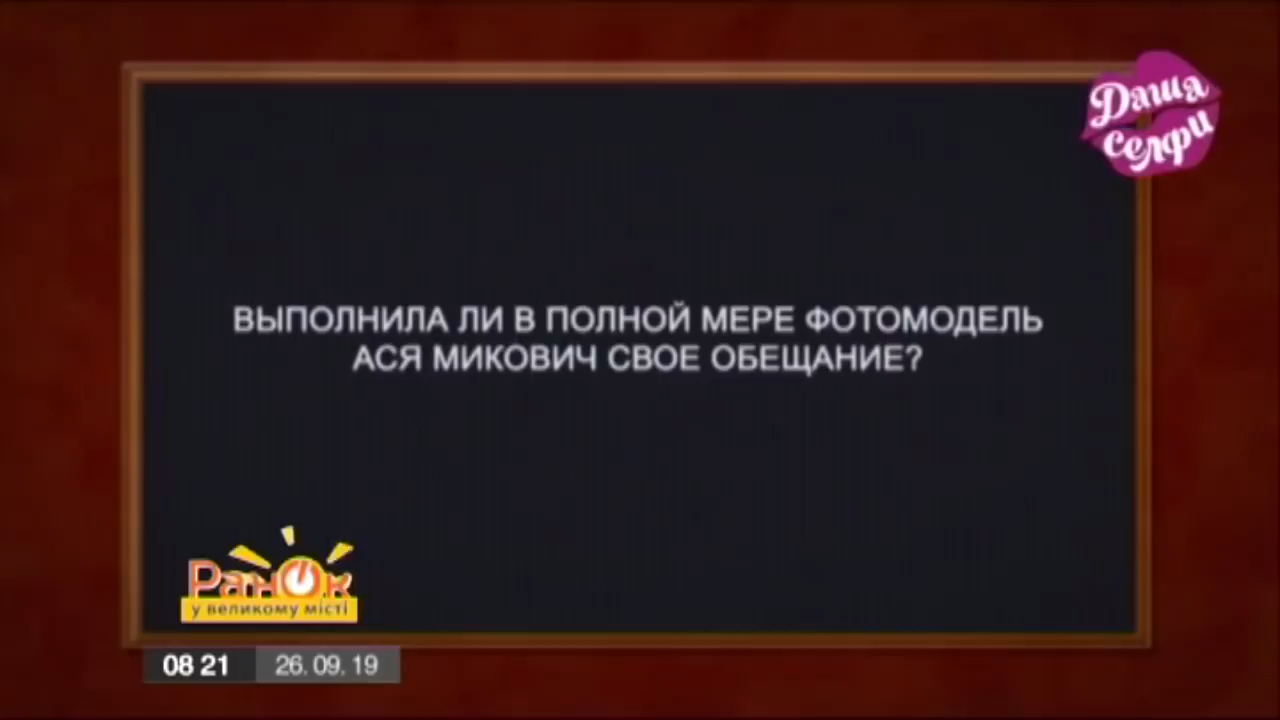 Даша
селфи
ВЫПОЛНИЛА ЛИ В ПОЛНОЙ МЕРЕ ФОТОМОДЕЛЬ
АСЯ МИКОВИЧ СВОЕ ОБЕЩАНИЕ?
Ранок
у великому місті
08 21 26. 09. 19